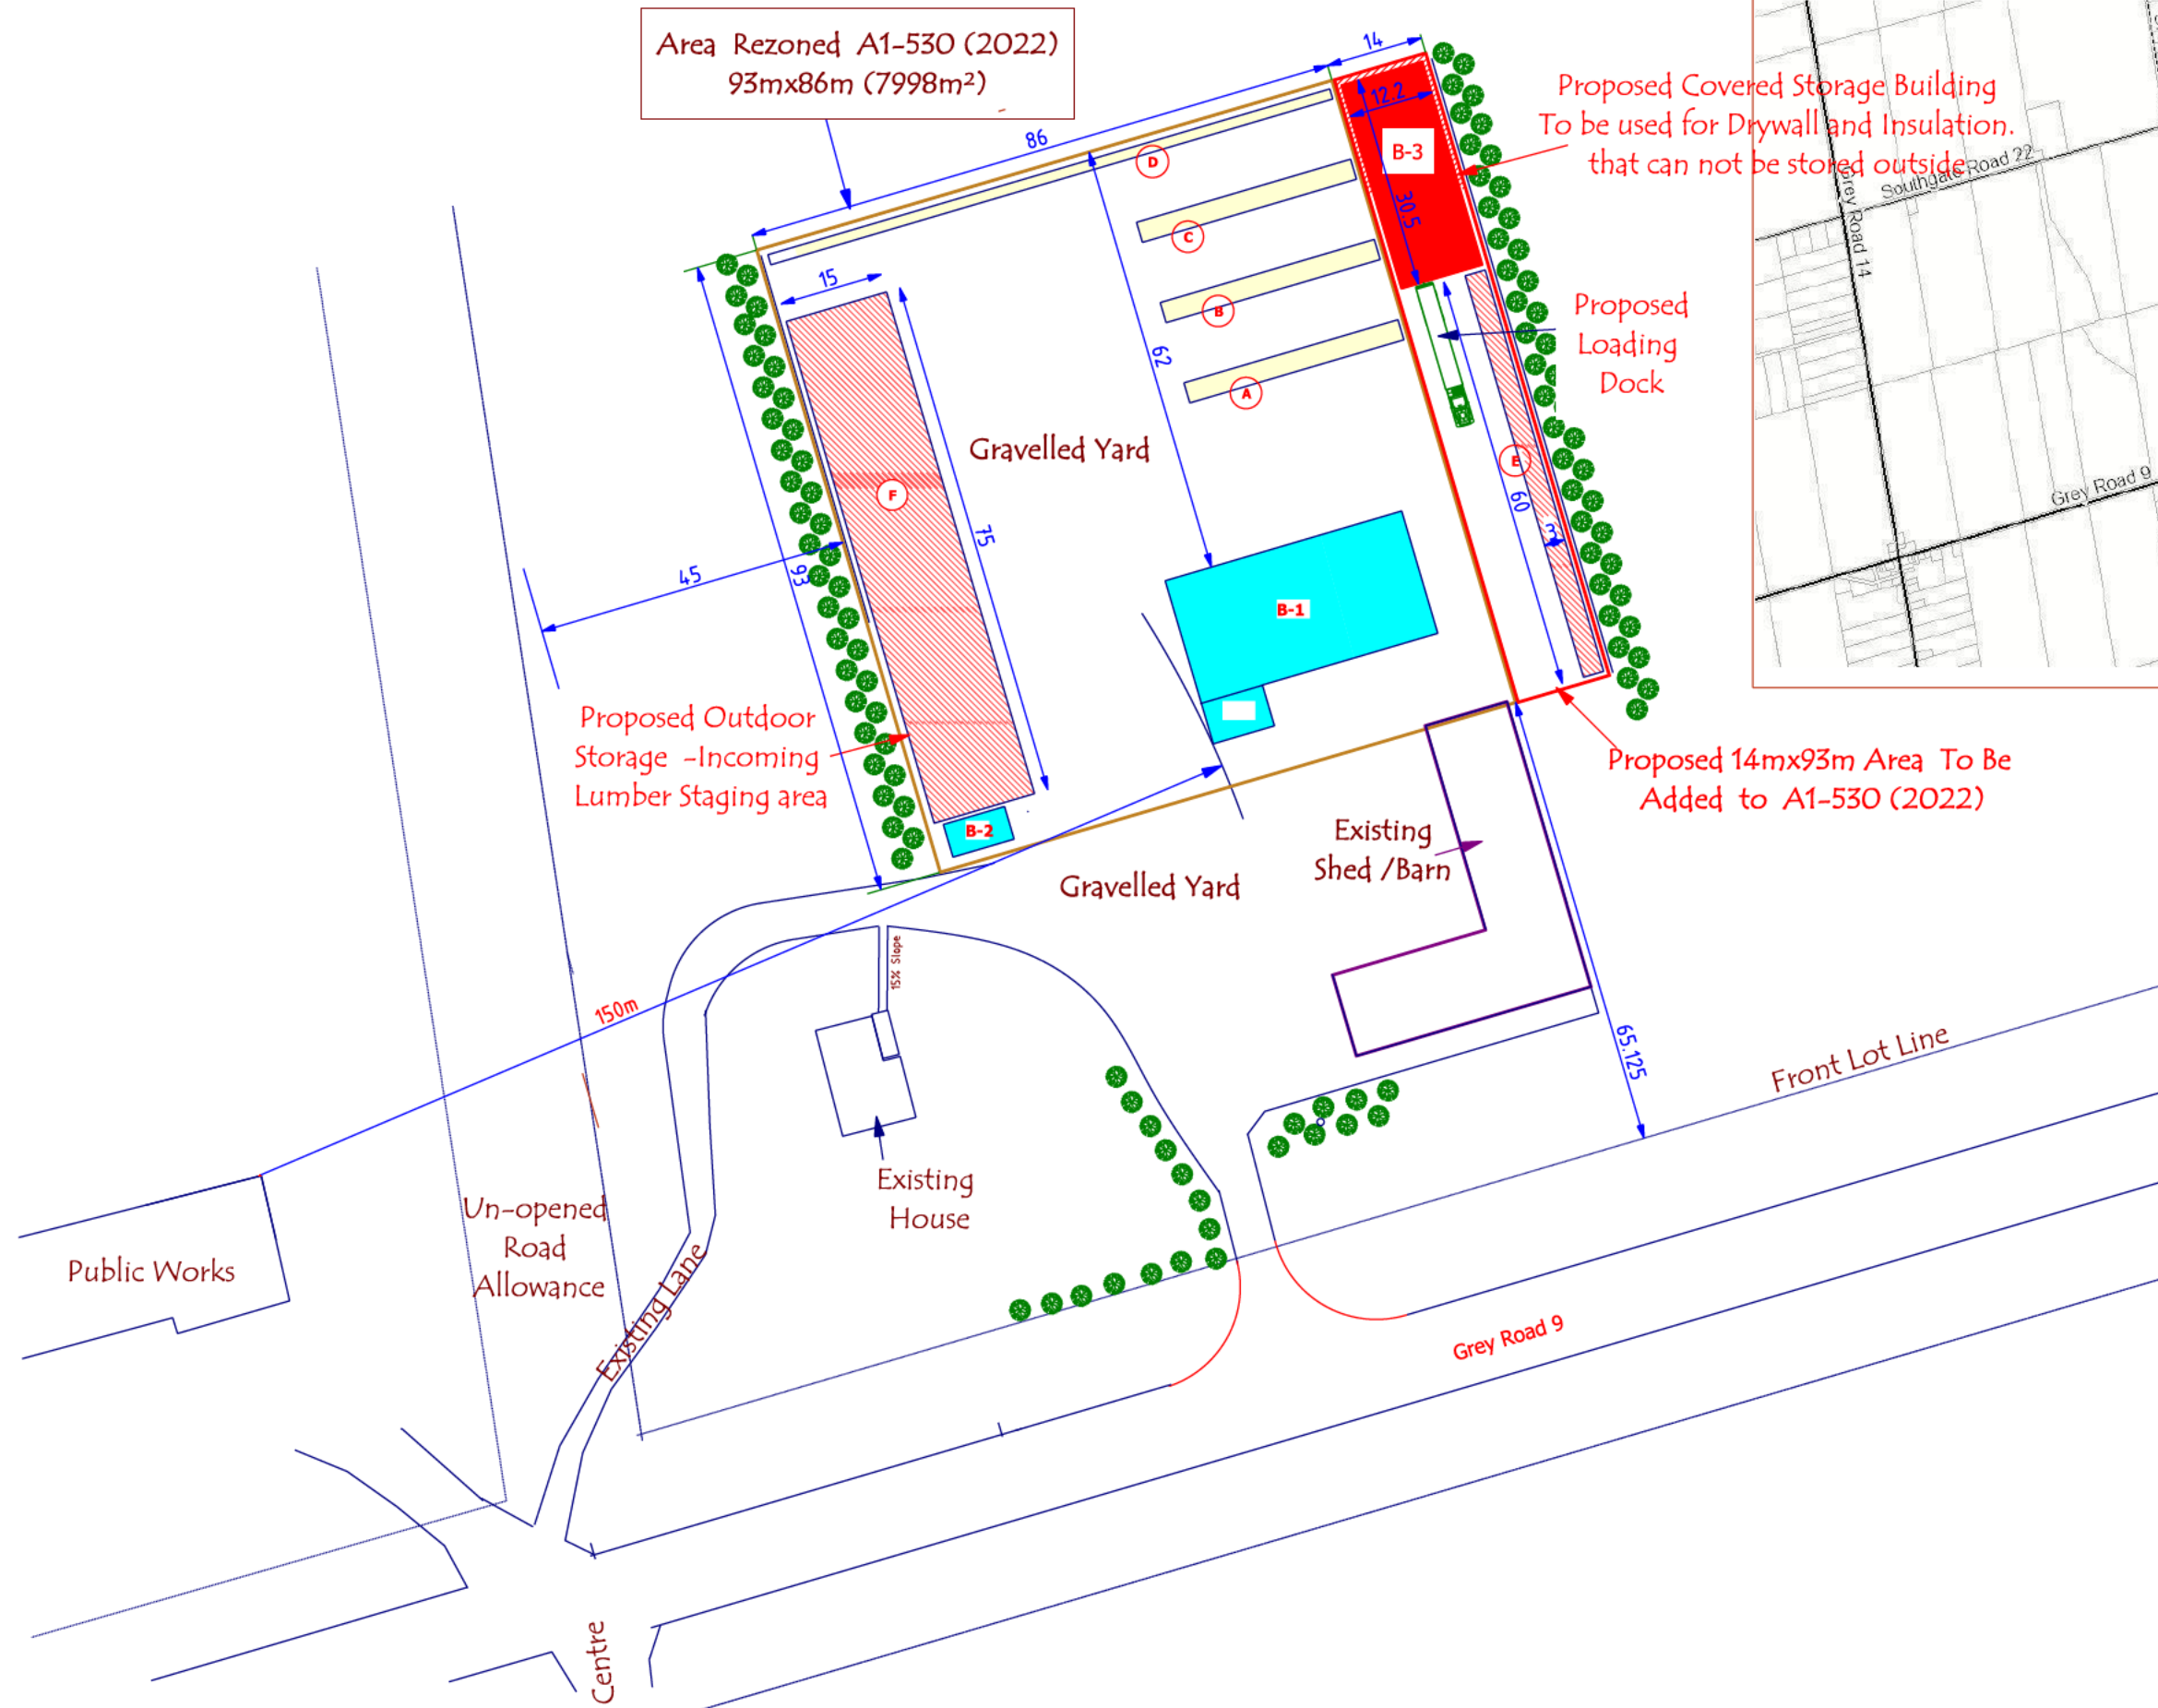 Area Rezoned A1-530 (2022)
93mx86m (7998m²)
14
86
12.2
Proposed Covered Storage Building
To be used for Drywall and Insulation.
that can not be stored outside
B-3
D
C
B
A
30.5
15
62
Southgate Road 22
Grey Road 14
Grey Road 9
Proposed
Loading
Dock
Gravelled Yard
F
E
75
60
3
45
93
B-1
Proposed Outdoor
Storage -Incoming
Lumber Staging area
B-2
Proposed 14mx93m Area To Be
Added to A1-530 (2022)
Existing
Shed /Barn
Gravelled Yard
15% Slope
150m
65.125
Front Lot Line
Existing
House
Un-opened
Road
Allowance
Public Works
Existing Lane
Grey Road 9
Centre